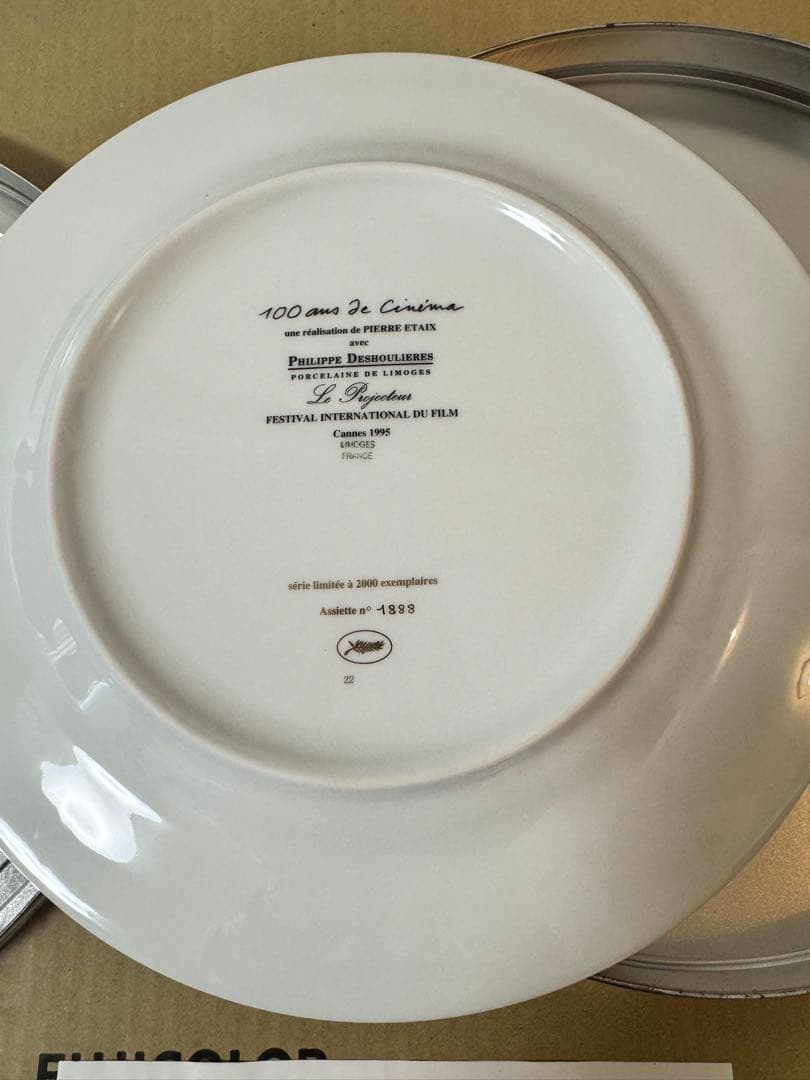 100 ans de Cinéma
une réalisation de PIERRE ETAIX
avec
PHILIPPE DESHOULIERES
PORCELAINE DE LIMOGES
Le Projecteur
FESTIVAL INTERNATIONAL DU FILM
Cannes 1995
LIMOGES
FRANCE
série limitée à 2000 exemplaires
Assiette n° 1898
22